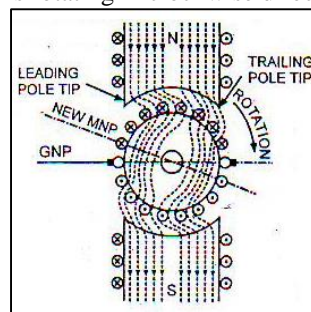 N
LEADING
POLE TIP
TRAILING
POLE TIP
ROTATION
NEW MNP
GNP
S